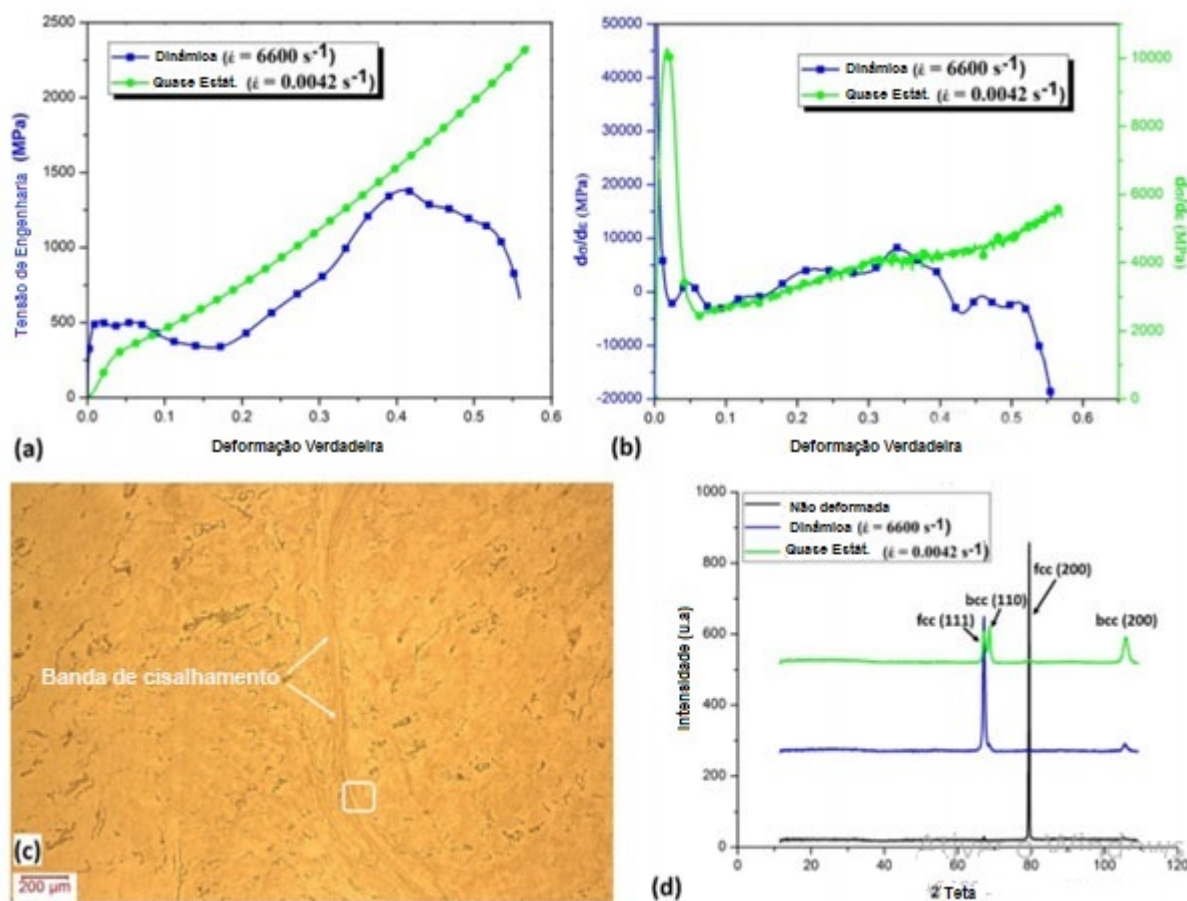 2500
2000
1500
1000
500
0
Tensão de Engenharia (MPa)
Dinâmica (ε̇ = 6600 s-1)
Quase Estát. (ε̇ = 0.0042 s-1)
0.0 0.1 0.2 0.3 0.4 0.5 0.6
Deformação Verdadeira
(a)
50000
40000
30000
20000
10000
0
-10000
-20000
dσ/dε (MPa)
Dinâmica (ε̇ = 6600 s-1)
Quase Estát. (ε̇ = 0.0042 s-1)
10000
8000
6000
4000
2000
0
dσ/dε (MPa)
0.0 0.1 0.2 0.3 0.4 0.5 0.6
Deformação Verdadeira
(b)
Banda de cisalhamento
(c)
200 µm
1000
800
600
400
200
0
Intensidade (u.a)
Não deformada
Dinâmica (ε̇ = 6600 s-1)
Quase Estát. (ε̇ = 0.0042 s-1)
fcc (200)
bcc (110)
fcc (111)
bcc (200)
0 20 40 60 80 100 120
2 Teta
(d)